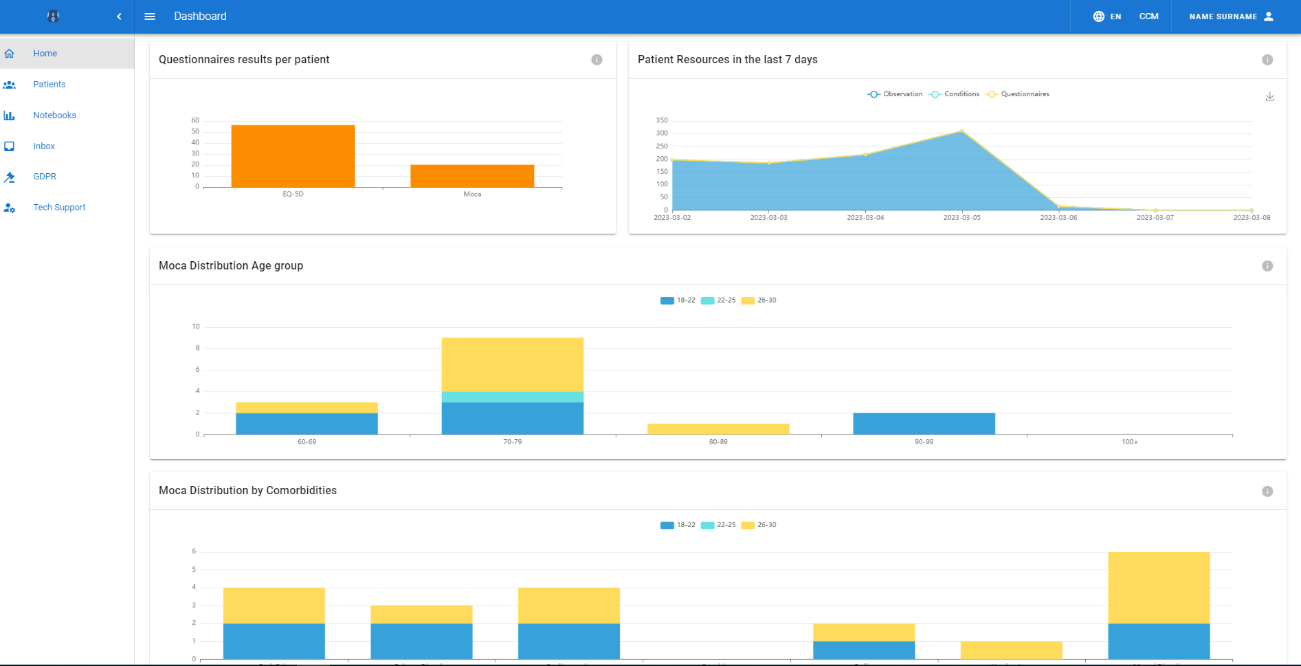 Dashboard
EN
CCM
NAME SURNAME
Home
Patients
Notebooks
Inbox
GDPR
Tech Support
Questionnaires results per patient
60
50
40
30
20
10
0
EQ-5D
Moca
Patient Resources in the last 7 days
Observation
Conditions
Questionnaires
350
300
250
200
150
100
50
0
2023-03-02
2023-03-03
2023-03-04
2023-03-05
2023-03-06
2023-03-07
2023-03-08
Moca Distribution Age group
18-22
22-25
26-30
10
8
6
4
2
0
60-69
70-79
80-89
90-99
100+
Moca Distribution by Comorbidities
18-22
22-25
26-30
6
5
4
3
2
1
0